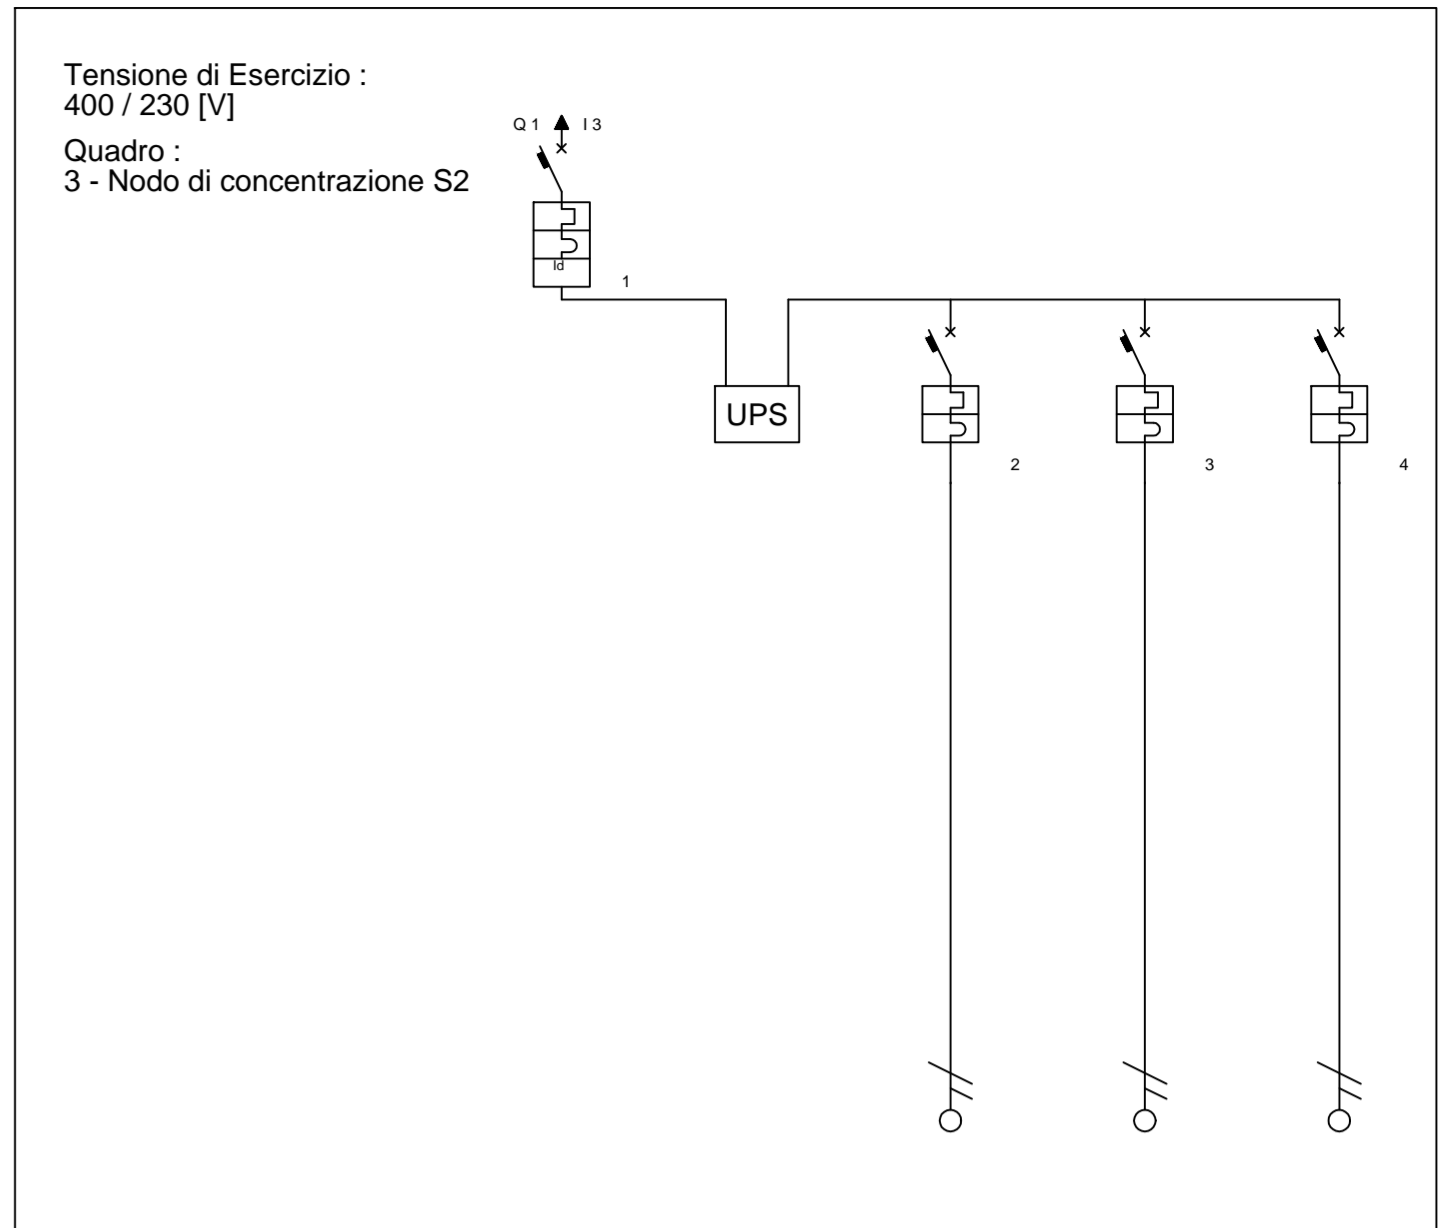 Tensione di Esercizio :
400 / 230 [V]
Quadro :
3 - Nodo di concentrazione S2
Q 1 I 3
Id
1
UPS
2 3 4